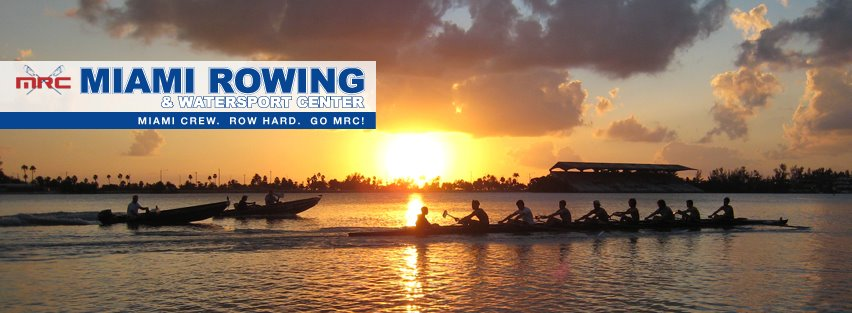 MRC MIAMI ROWING
& WATERSPORT CENTER
MIAMI CREW. ROW HARD. GO MRC!